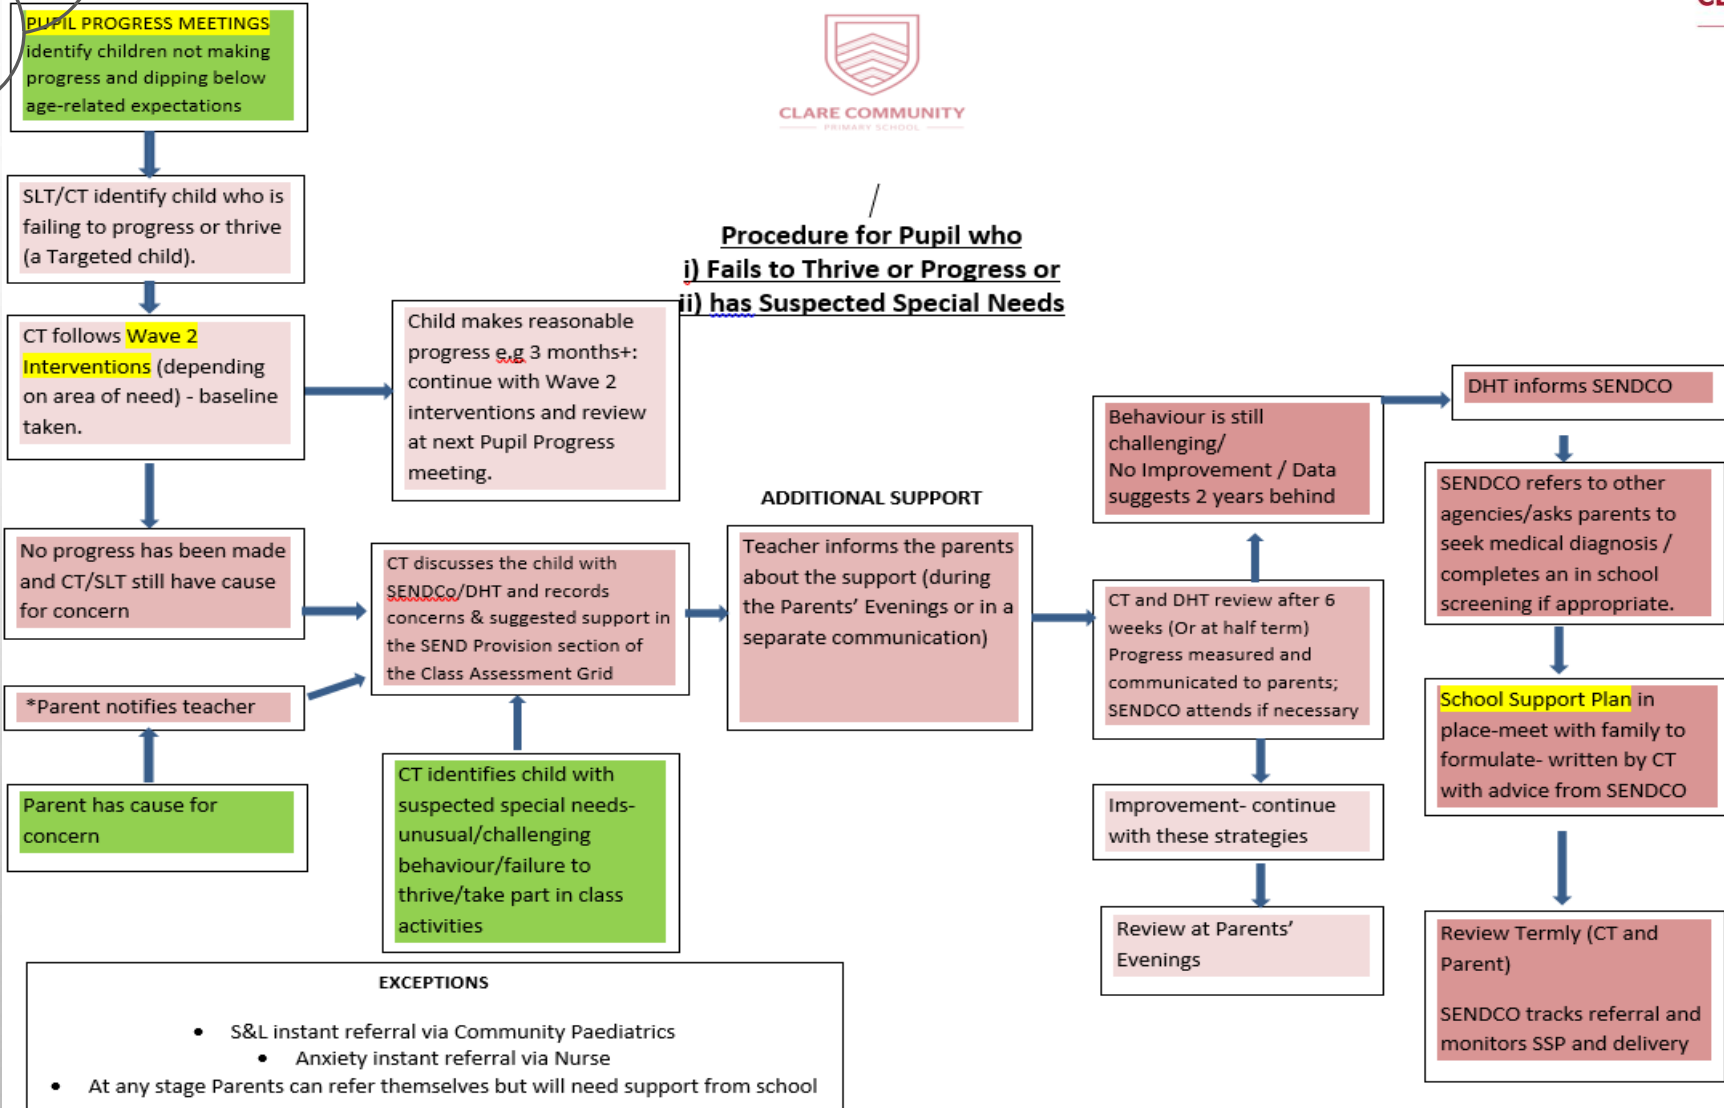 PUPIL PROGRESS MEETINGS
identify children not making
progress and dipping below
age-related expectations
SLT/CT identify child who is
failing to progress or thrive
(a Targeted child).
CT follows Wave 2
Interventions (depending
on area of need) - baseline
taken.
No progress has been made
and CT/SLT still have cause
for concern
*Parent notifies teacher
Parent has cause for
concern
CLARE COMMUNITY
PRIMARY SCHOOL
/
Procedure for Pupil who
i) Fails to Thrive or Progress or
ii) has Suspected Special Needs
Child makes reasonable
progress e.g 3 months+:
continue with Wave 2
interventions and review
at next Pupil Progress
meeting.
CT discusses the child with
SENDCo/DHT and records
concerns & suggested support in
the SEND Provision section of
the Class Assessment Grid
CT identifies child with
suspected special needs-
unusual/challenging
behaviour/failure to
thrive/take part in class
activities
ADDITIONAL SUPPORT
Teacher informs the parents
about the support (during
the Parents' Evenings or in a
separate communication)
Behaviour is still
challenging/
No Improvement / Data
suggests 2 years behind
CT and DHT review after 6
weeks (Or at half term)
Progress measured and
communicated to parents;
SENDCO attends if necessary
Improvement- continue
with these strategies
Review at Parents'
Evenings
DHT informs SENDCO
SENDCO refers to other
agencies/asks parents to
seek medical diagnosis /
completes an in school
screening if appropriate.
School Support Plan in
place-meet with family to
formulate- written by CT
with advice from SENDCO
Review Termly (CT and
Parent)
SENDCO tracks referral and
monitors SSP and delivery
EXCEPTIONS
• S&L instant referral via Community Paediatrics
• Anxiety instant referral via Nurse
• At any stage Parents can refer themselves but will need support from school